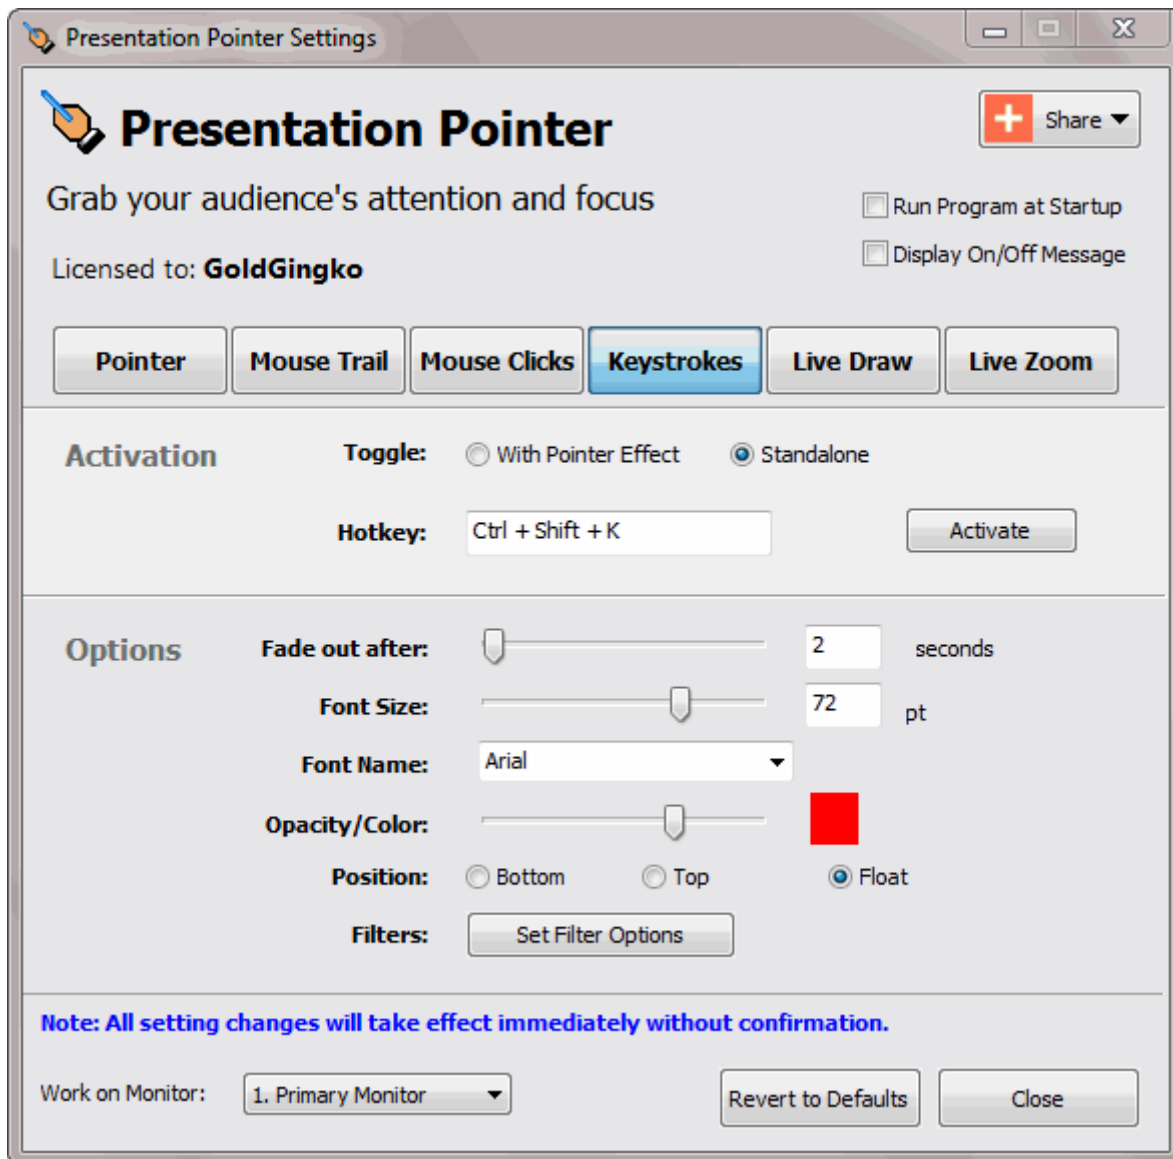 Presentation Pointer Settings
Presentation Pointer
Share
Grab your audience's attention and focus
Run Program at Startup
Display On/Off Message
Licensed to: GoldGingko
Pointer Mouse Trail Mouse Clicks Keystrokes Live Draw Live Zoom
Activation Toggle: With Pointer Effect Standalone
Hotkey: Ctrl + Shift + K Activate
Options Fade out after: 2 seconds
Font Size: 72 pt
Font Name: Arial
Opacity/Color:
Position: Bottom Top Float
Filters: Set Filter Options
Note: All setting changes will take effect immediately without confirmation.
Work on Monitor: 1. Primary Monitor Revert to Defaults Close